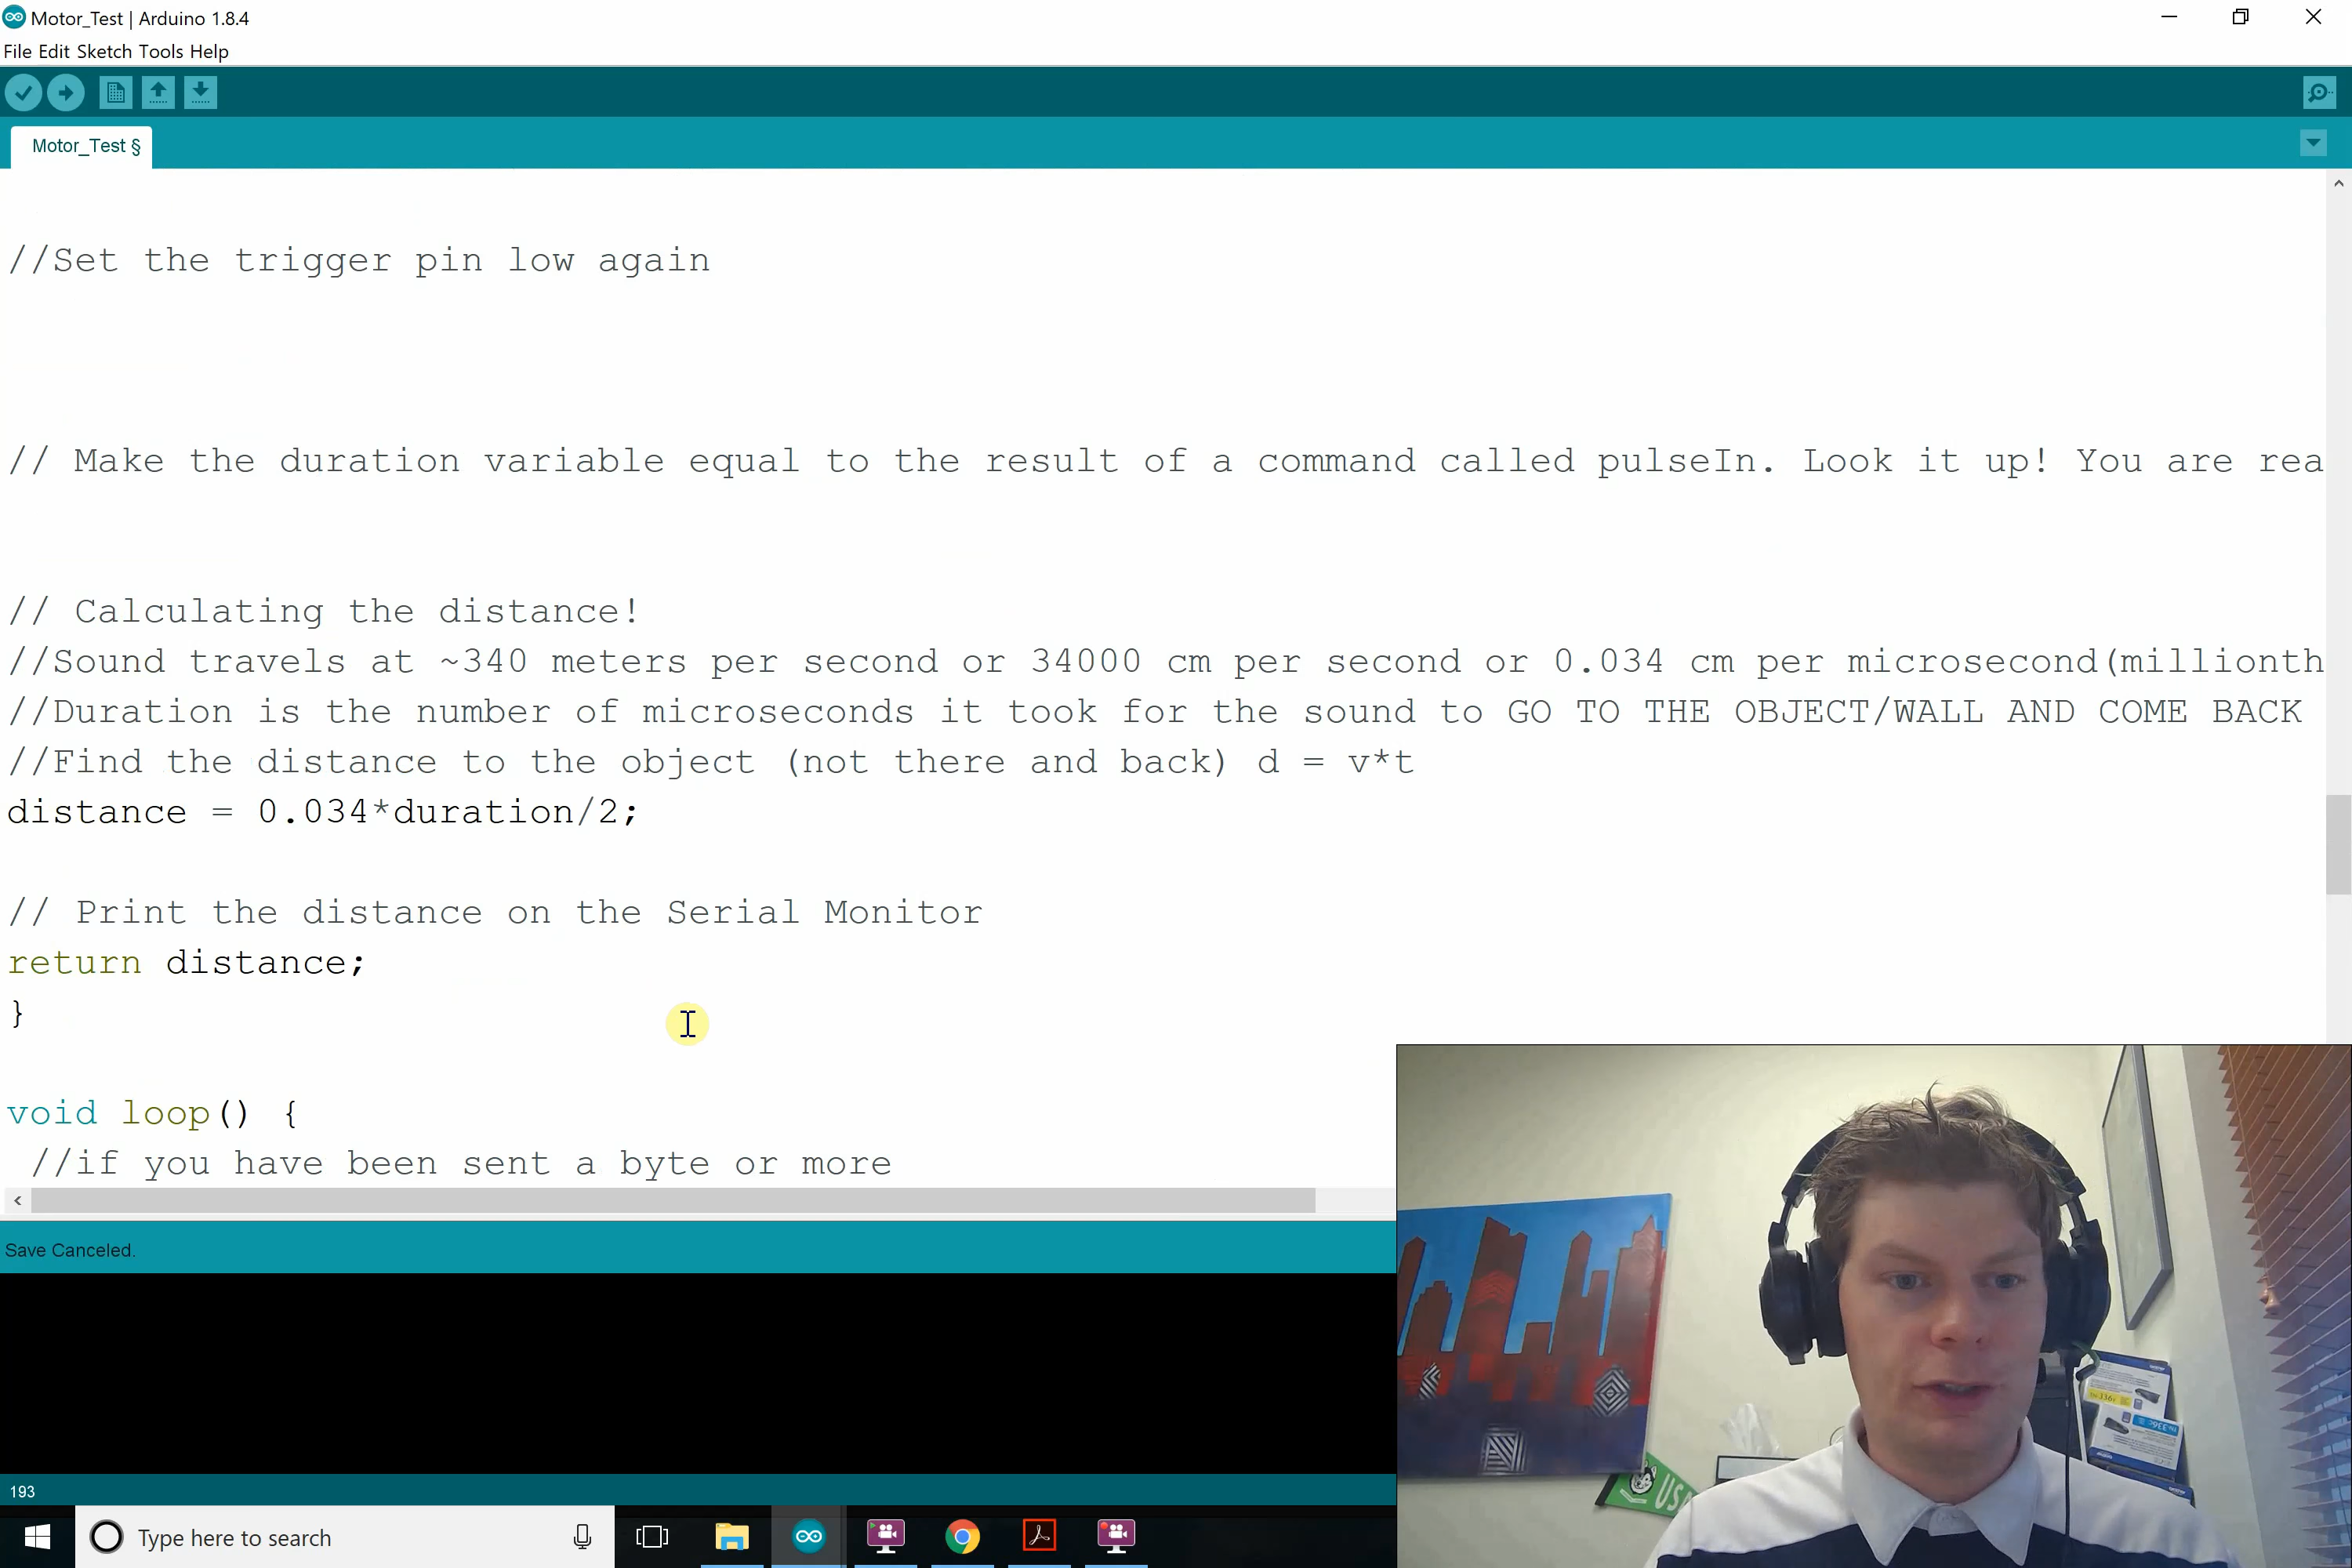 Motor_Test | Arduino 1.8.4
File Edit Sketch Tools Help
Motor_Test §
//Set the trigger pin low again
// Make the duration variable equal to the result of a command called pulseIn. Look it up! You are rea
// Calculating the distance!
//Sound travels at ~340 meters per second or 34000 cm per second or 0.034 cm per microsecond(millionth
//Duration is the number of microseconds it took for the sound to GO TO THE OBJECT/WALL AND COME BACK
//Find the distance to the object (not there and back) d = v*t
distance = 0.034*duration/2;
// Print the distance on the Serial Monitor
return distance;
}
void loop() {
//if you have been sent a byte or more
Save Canceled.
193
Type here to search
US